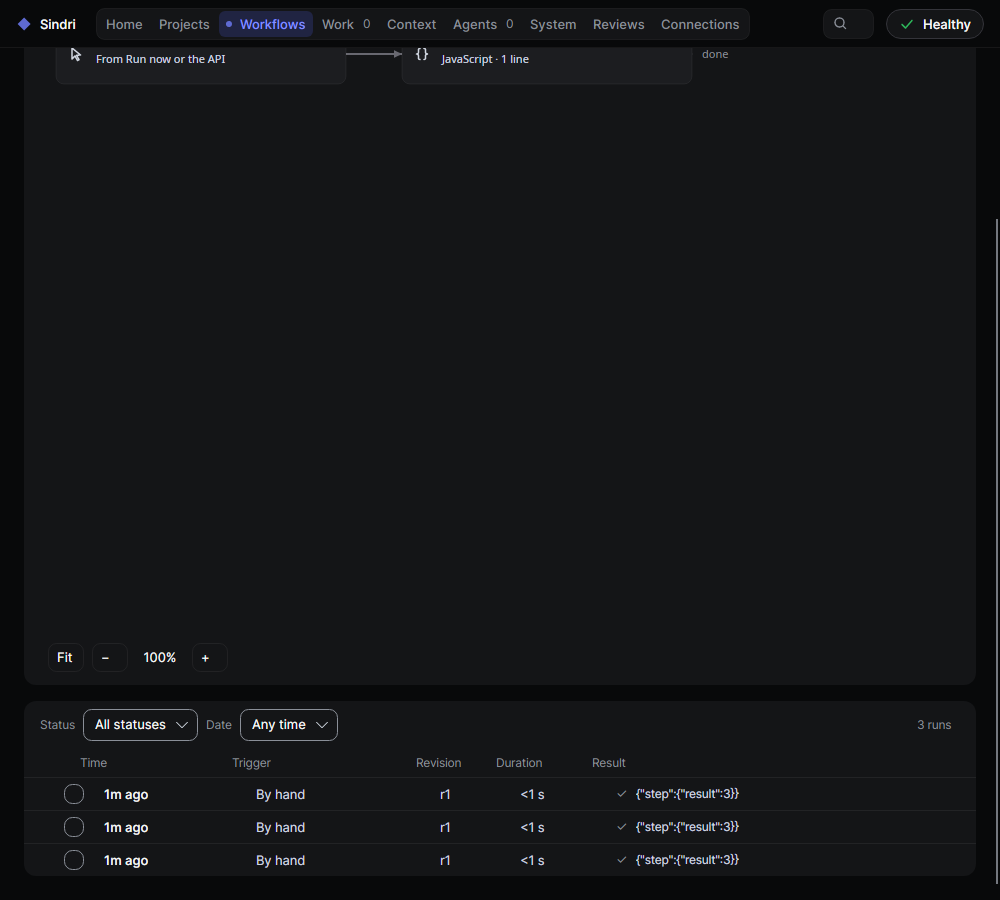 Sindri Home Projects Workflows Work 0 Context Agents 0 System Reviews Connections Healthy
From Run now or the API
{} JavaScript · 1 line
done
Fit − 100% +
Status All statuses Date Any time 3 runs
Time Trigger Revision Duration Result
1m ago By hand r1 <1 s {"step":{"result":3}}
1m ago By hand r1 <1 s {"step":{"result":3}}
1m ago By hand r1 <1 s {"step":{"result":3}}